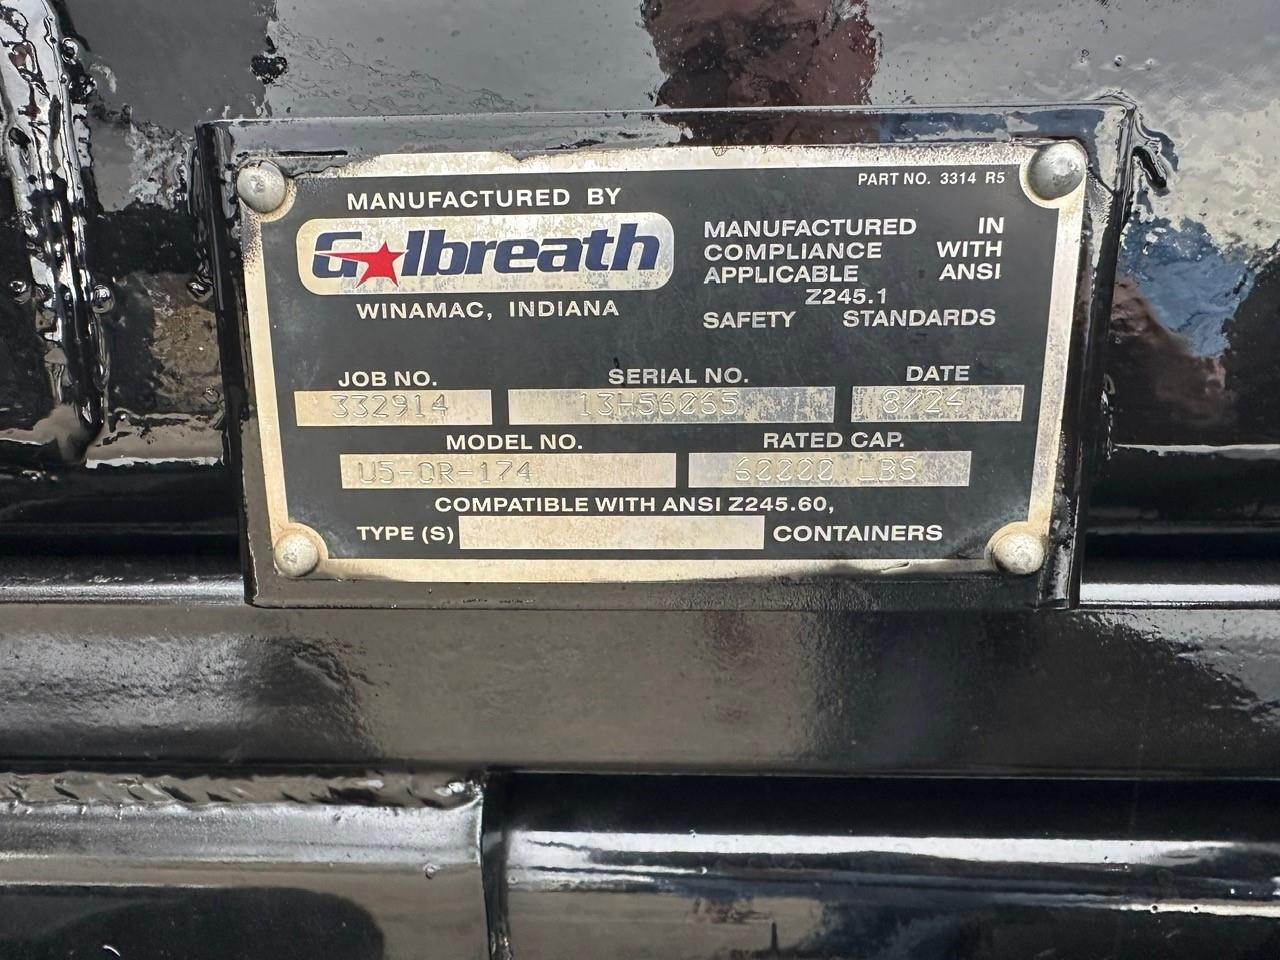 PART NO. 3314 R5
MANUFACTURED BY
Galbreath
WINAMAC, INDIANA
MANUFACTURED IN
COMPLIANCE WITH
APPLICABLE ANSI
Z245.1
SAFETY STANDARDS
JOB NO. SERIAL NO. DATE
332914 13H56065 8/24
MODEL NO. RATED CAP.
U5-OR-174 60000 LBS
COMPATIBLE WITH ANSI Z245.60,
TYPE (S) CONTAINERS